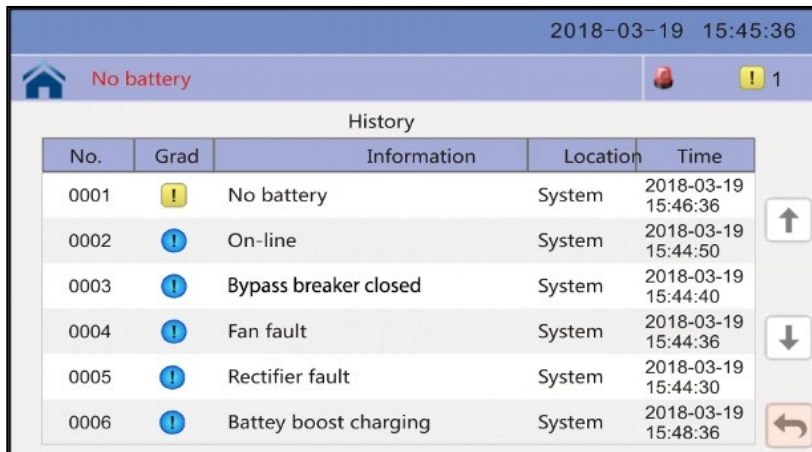 2018-03-19 15:45:36
No battery ! 1
History
No. Grad Information Location Time
0001 ! No battery System 2018-03-19
15:46:36
0002 ! On-line System 2018-03-19
15:44:50
0003 ! Bypass breaker closed System 2018-03-19
15:44:40
0004 ! Fan fault System 2018-03-19
15:44:36
0005 ! Rectifier fault System 2018-03-19
15:44:30
0006 ! Battey boost charging System 2018-03-19
15:48:36